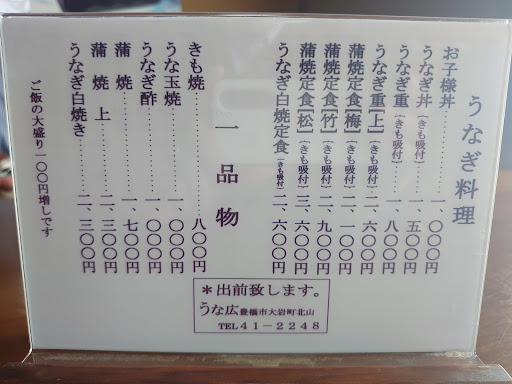 うなぎ料理
お子様丼………一、〇〇〇円
うなぎ丼(きも吸付)…一、五〇〇円
うなぎ重(きも吸付)…一、八〇〇円
うなぎ重[上](きも吸付)…二、六〇〇円
蒲焼定食[梅](きも吸付)二、一〇〇円
蒲焼定食[竹](きも吸付)二、九〇〇円
蒲焼定食[松](きも吸付)三、六〇〇円
うなぎ白焼定食(きも吸付)二、六〇〇円
一品物
きも焼………八〇〇円
うな玉焼………一、〇〇〇円
うなぎ酢………一、〇〇〇円
蒲焼………一、七〇〇円
蒲焼上………二、三〇〇円
うなぎ白焼き………二、三〇〇円
ご飯の大盛り一〇〇円増しです
*出前致します。
うな広豊橋市大岩町北山
TEL41-2248